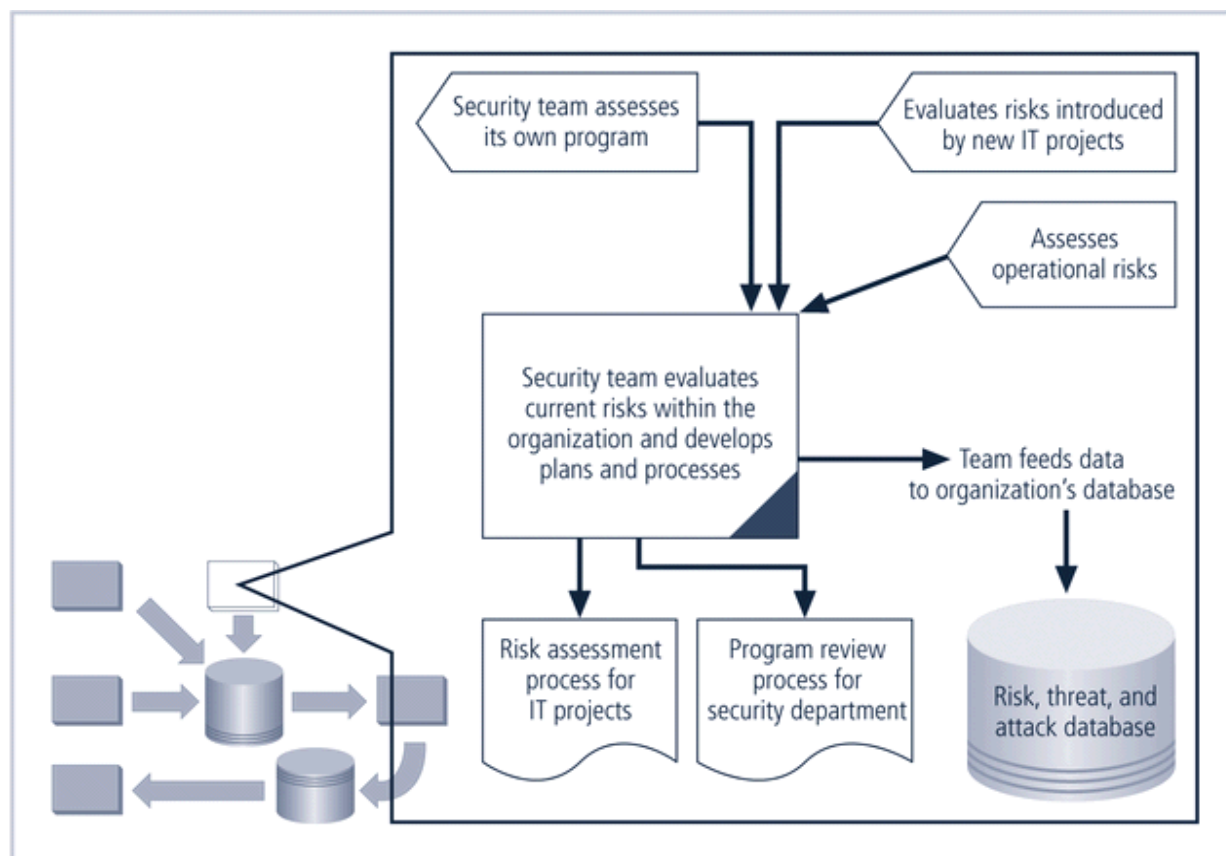 Security team assesses
its own program
Evaluates risks introduced
by new IT projects
Assesses
operational risks
Security team evaluates
current risks within the
organization and develops
plans and processes
Team feeds data
to organization's database
Risk assessment
process for
IT projects
Program review
process for
security department
Risk, threat, and
attack database